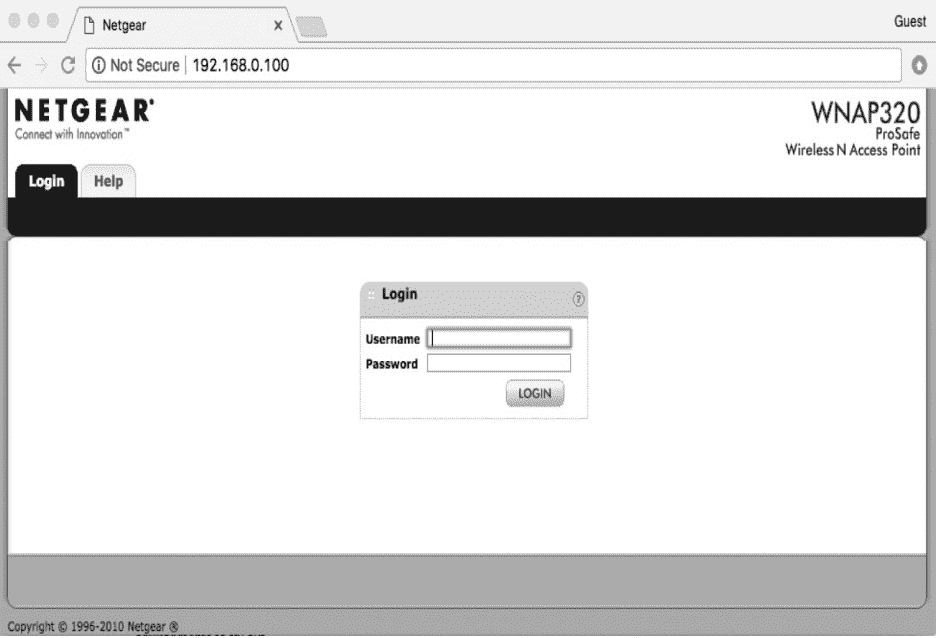 Netgear x
Guest
Not Secure 192.168.0.100
NETGEAR®
Connect with Innovation™
WNAP320
ProSafe
Wireless N Access Point
Login Help
Login ?
Username
Password
LOGIN
Copyright © 1996-2010 Netgear ®